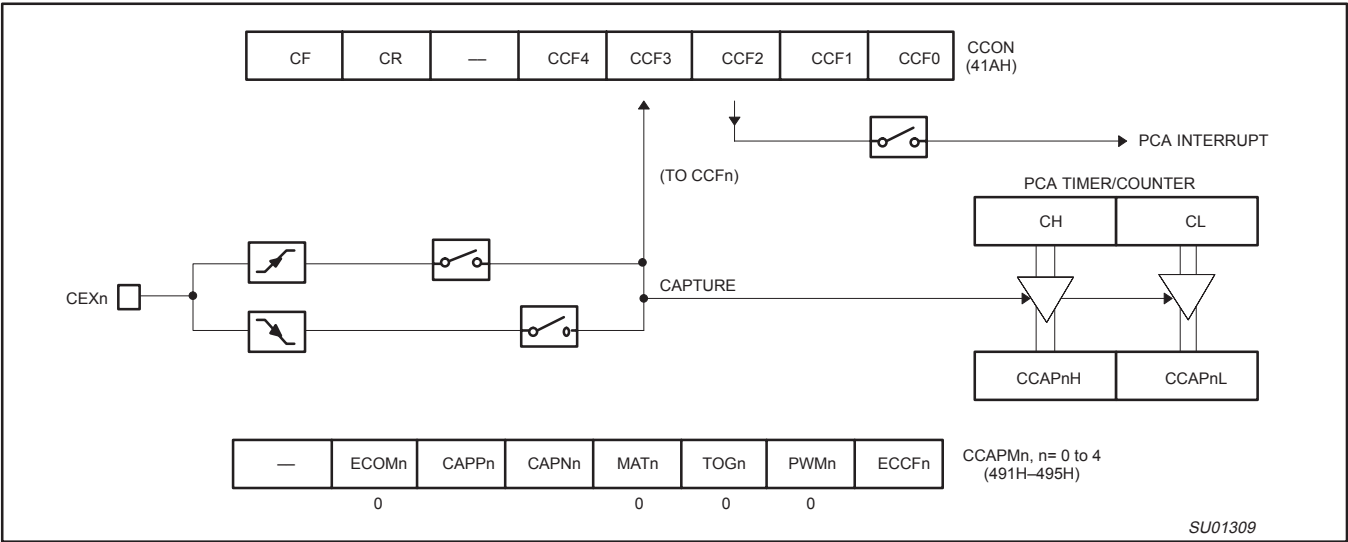 CF CR — CCF4 CCF3 CCF2 CCF1 CCF0
CCON
(41AH)
PCA INTERRUPT
(TO CCFn)
PCA TIMER/COUNTER
CH CL
CEXn
CAPTURE
CCAPnH CCAPnL
— ECOMn CAPPn CAPNn MATn TOGn PWMn ECCFn
CCAPMn, n= 0 to 4
(491H–495H)
0 0 0 0
SU01309